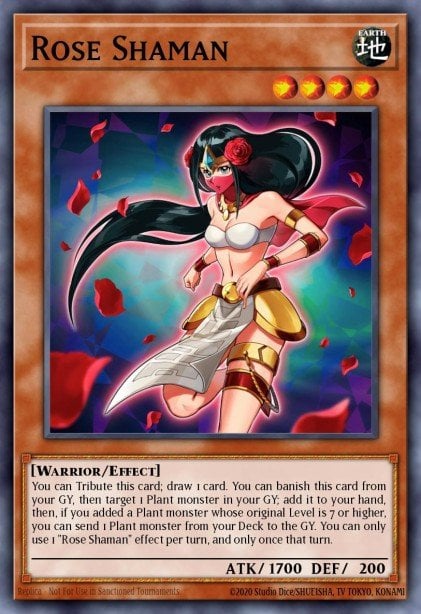 Rose Shaman
EARTH
地
[Warrior/Effect]
You can Tribute this card; draw 1 card. You can banish this card from
your GY, then target 1 Plant monster in your GY; add it to your hand,
then, if you added a Plant monster whose original Level is 7 or higher,
you can send 1 Plant monster from your Deck to the GY. You can only
use 1 "Rose Shaman" effect per turn, and only once that turn.
ATK/ 1700 DEF/ 200
Replica - Not For Use in Sanctioned Tournaments
©2020 Studio Dice/SHUEISHA, TV TOKYO, KONAMI